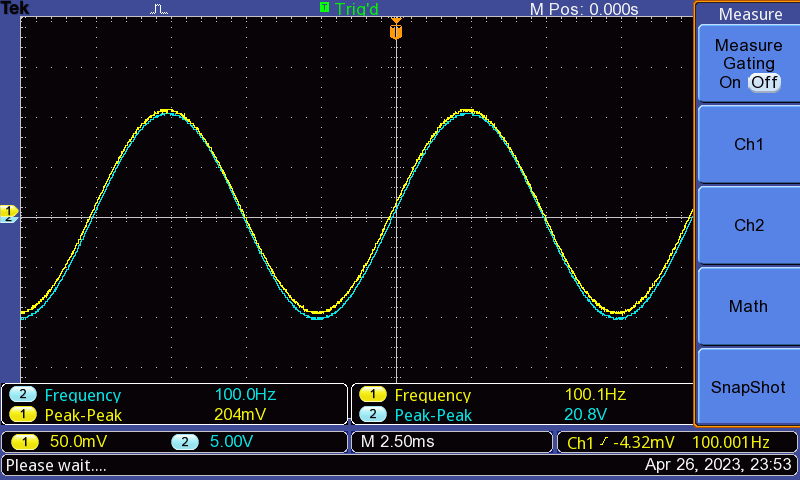 Tek T Trig'd M Pos: 0.000s Measure
T
Measure
Gating
On Off
Ch1
1
2
Ch2
Math
SnapShot
2 Frequency 100.0Hz 1 Frequency 100.1Hz
1 Peak-Peak 204mV 2 Peak-Peak 20.8V
1 50.0mV 2 5.00V M 2.50ms Ch1 -4.32mV 100.001Hz
Please wait.... Apr 26, 2023, 23:53